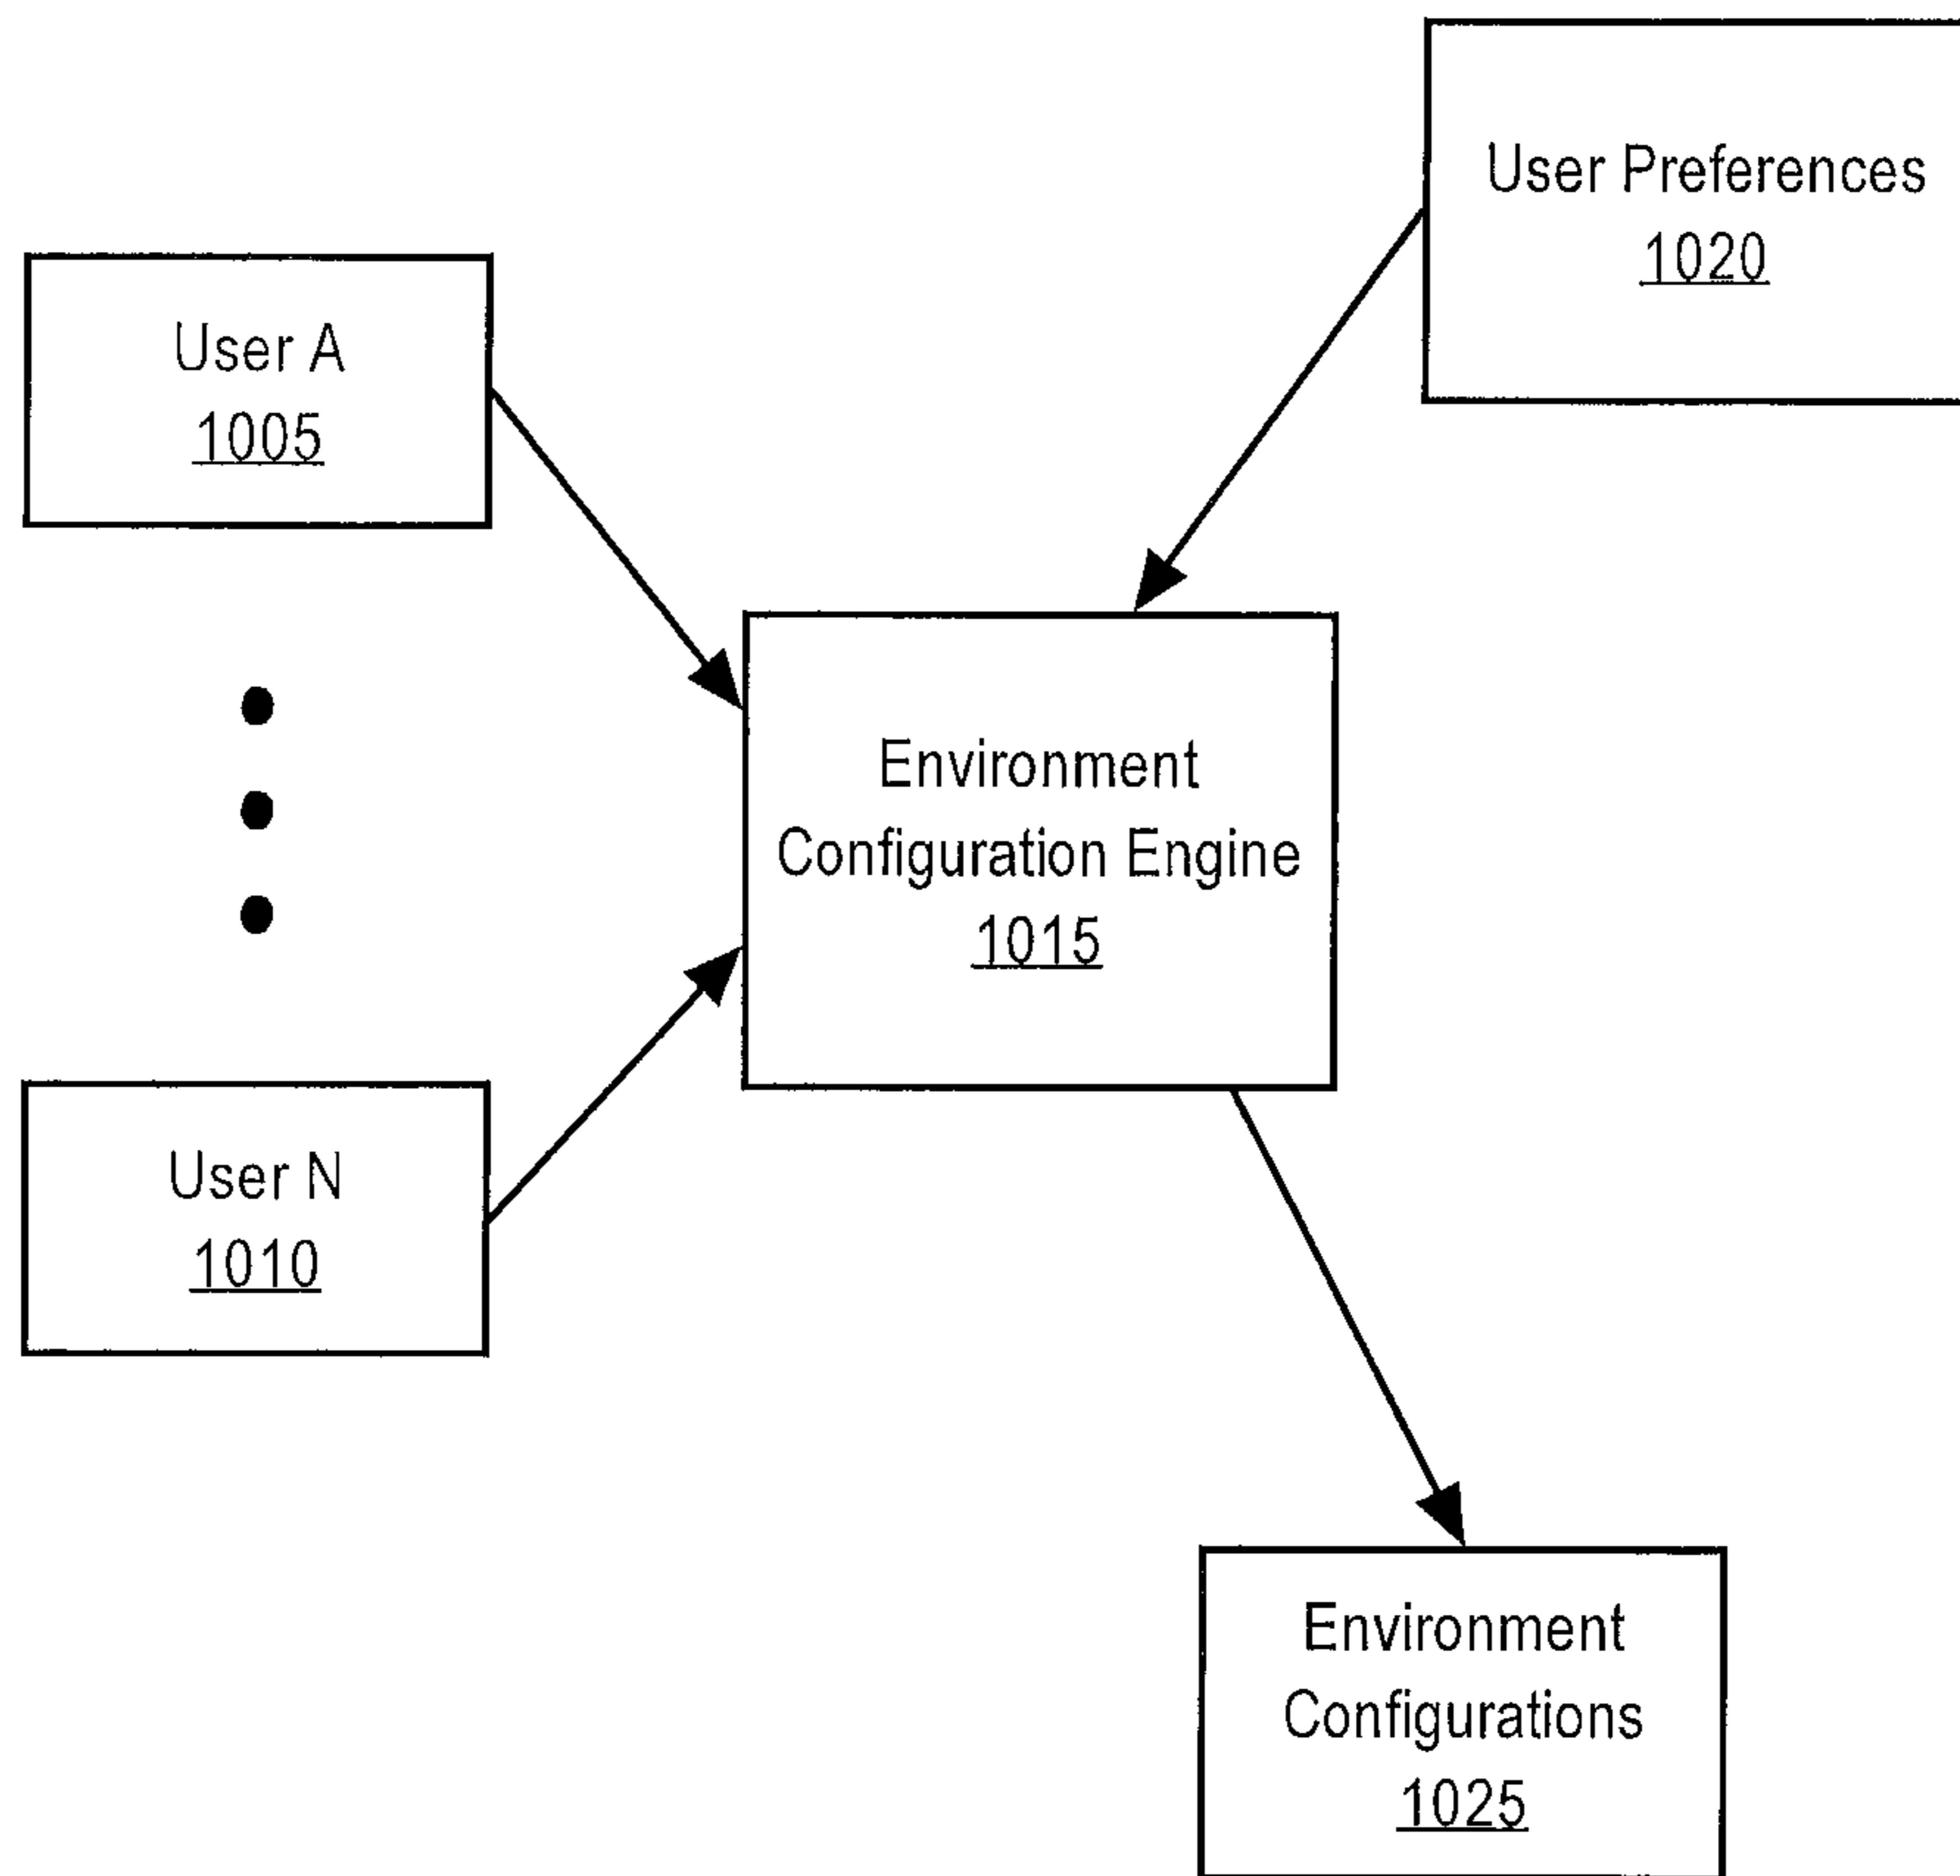 User Preferences
1020
User A
1005
Environment
Configuration Engine
1015
User N
1010
Environment
Configurations
1025